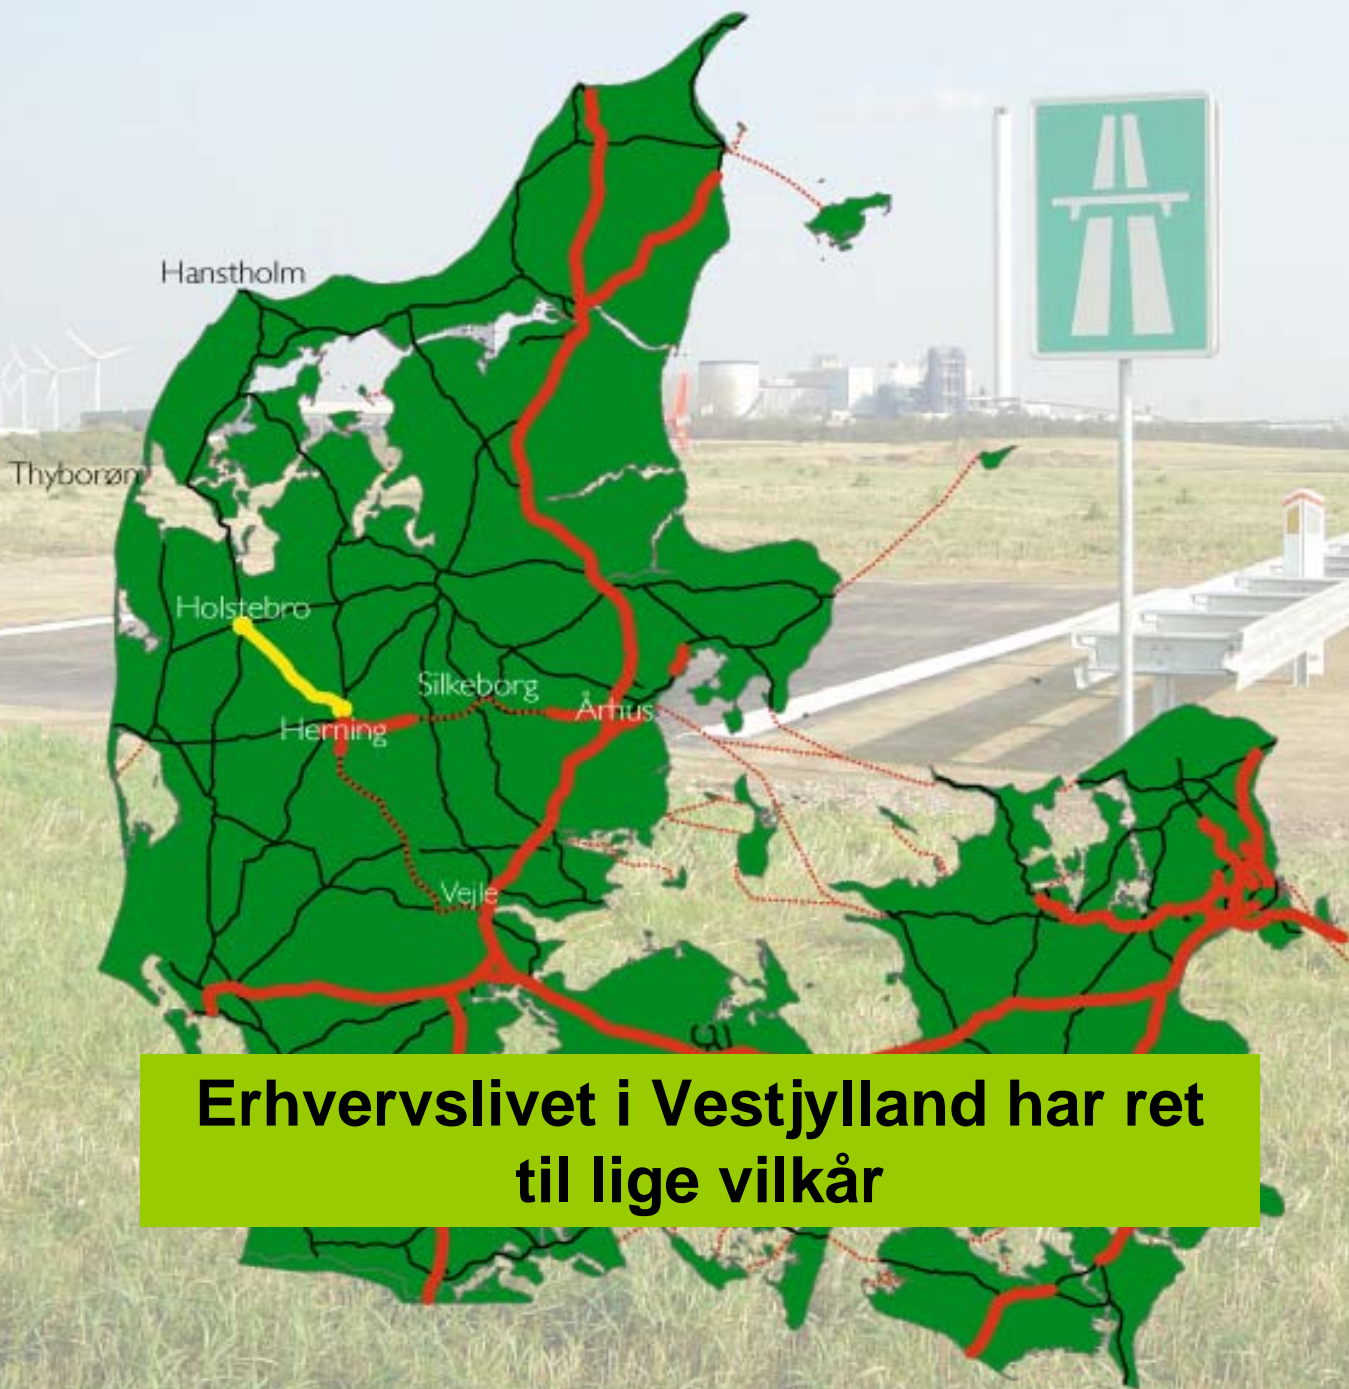 Hanstholm
Thyborøn
Holstebro
Silkeborg
Århus
Herning
Vejle
Erhvervslivet i Vestjylland har ret
til lige vilkår